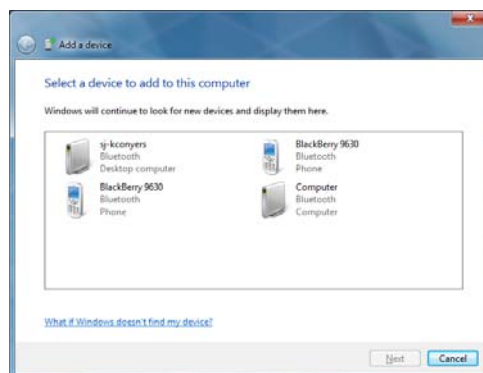 Add a device
Select a device to add to this computer
Windows will continue to look for new devices and display them here.
sj-kconyers
Bluetooth
Desktop computer
BlackBerry 9630
Bluetooth
Phone
BlackBerry 9630
Bluetooth
Phone
Computer
Bluetooth
Computer
What if Windows doesn't find my device?
Next
Cancel